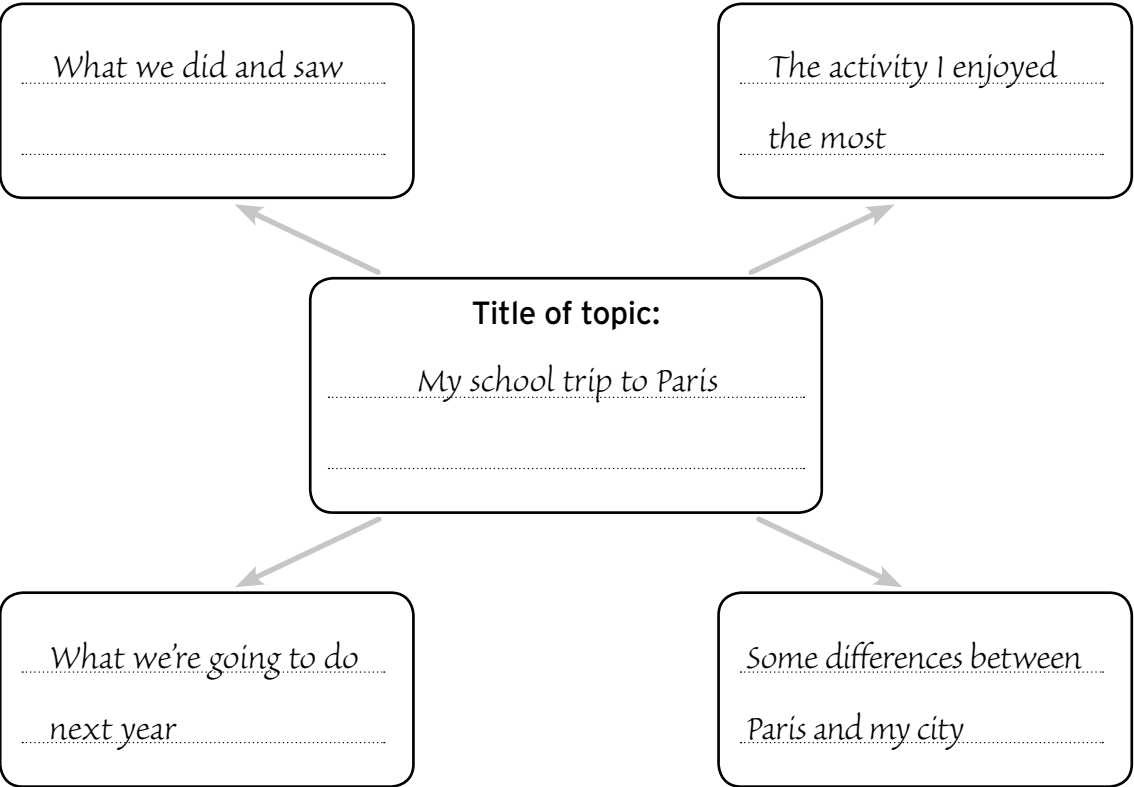 What we did and saw
The activity I enjoyed
the most
Title of topic:
My school trip to Paris
What we're going to do
next year
Some differences between
Paris and my city